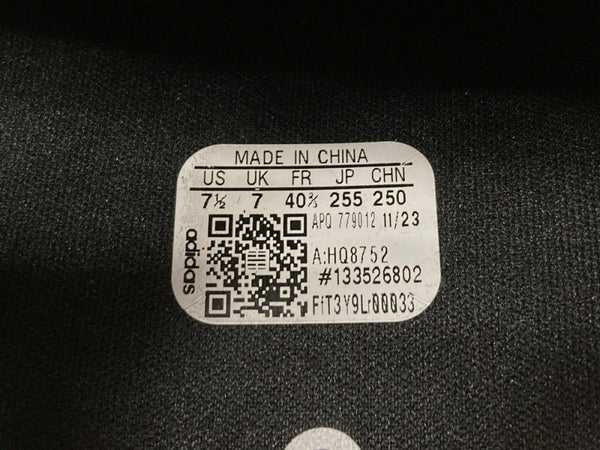 MADE IN CHINA
US UK FR JP CHN
7½ 7 40⅔ 255 250
APQ 779012 11/23
A:HQ8752
#133526802
FfT3Y9Lr00033
adidas